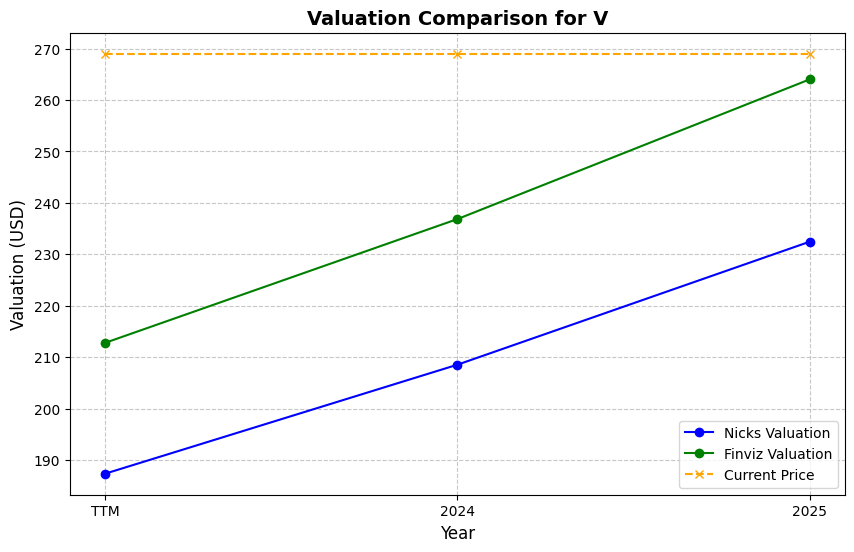 Valuation Comparison for V
270
260
250
240
230
220
210
200
190
Valuation (USD)
TTM
2024
2025
Year
Nicks Valuation
Finviz Valuation
Current Price